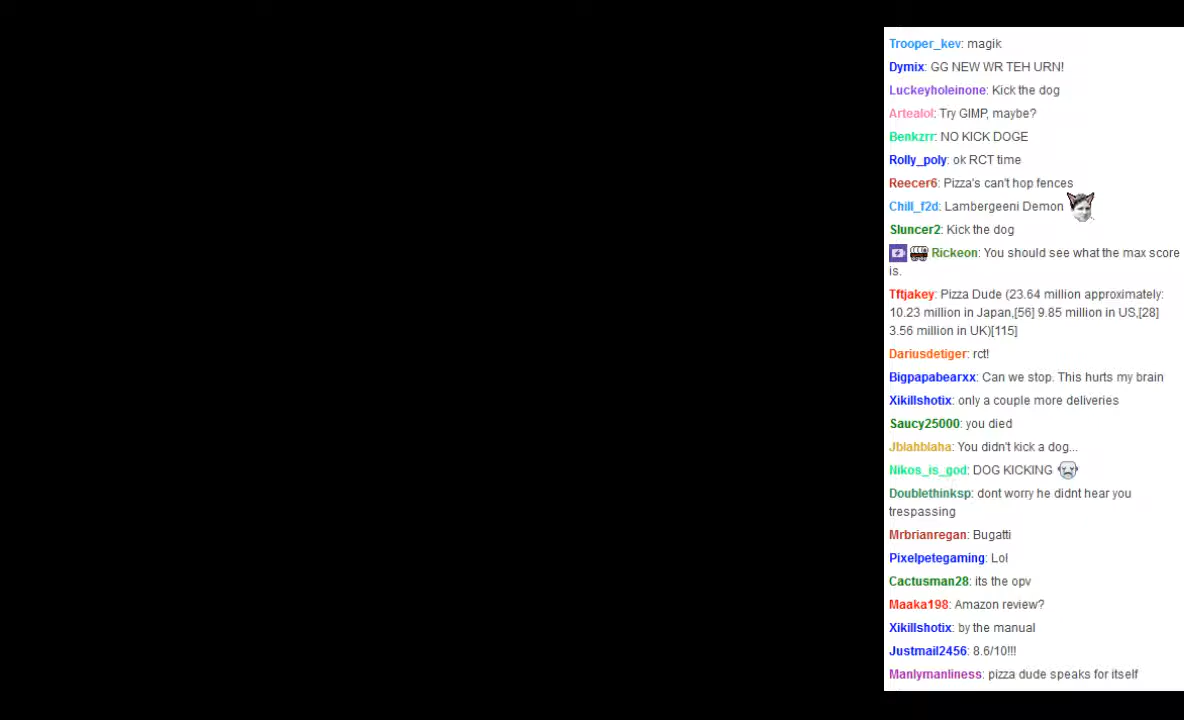 Trooper_kev: magik
Dymix: GG NEW WR TEH URN!
Luckeyholeinone: Kick the dog
Artealol: Try GIMP, maybe?
Benkzrr: NO KICK DOGE
Rolly_poly: ok RCT time
Reecer6: Pizza's can't hop fences
Chill_f2d: Lambergeeni Demon
Sluncer2: Kick the dog
Rickeon: You should see what the max score
is.
Tftjakey: Pizza Dude (23.64 million approximately:
10.23 million in Japan,[56] 9.85 million in US,[28]
3.56 million in UK)[115]
Dariusdetiger: rct!
Bigpapabearxx: Can we stop. This hurts my brain
Xikillshotix: only a couple more deliveries
Saucy25000: you died
Jblahblaha: You didn't kick a dog...
Nikos_is_god: DOG KICKING
Doublethinksp: dont worry he didnt hear you
trespassing
Mrbrianregan: Bugatti
Pixelpetegaming: Lol
Cactusman28: its the opv
Maaka198: Amazon review?
Xikillshotix: by the manual
Justmail2456: 8.6/10!!!
Manlymanliness: pizza dude speaks for itself